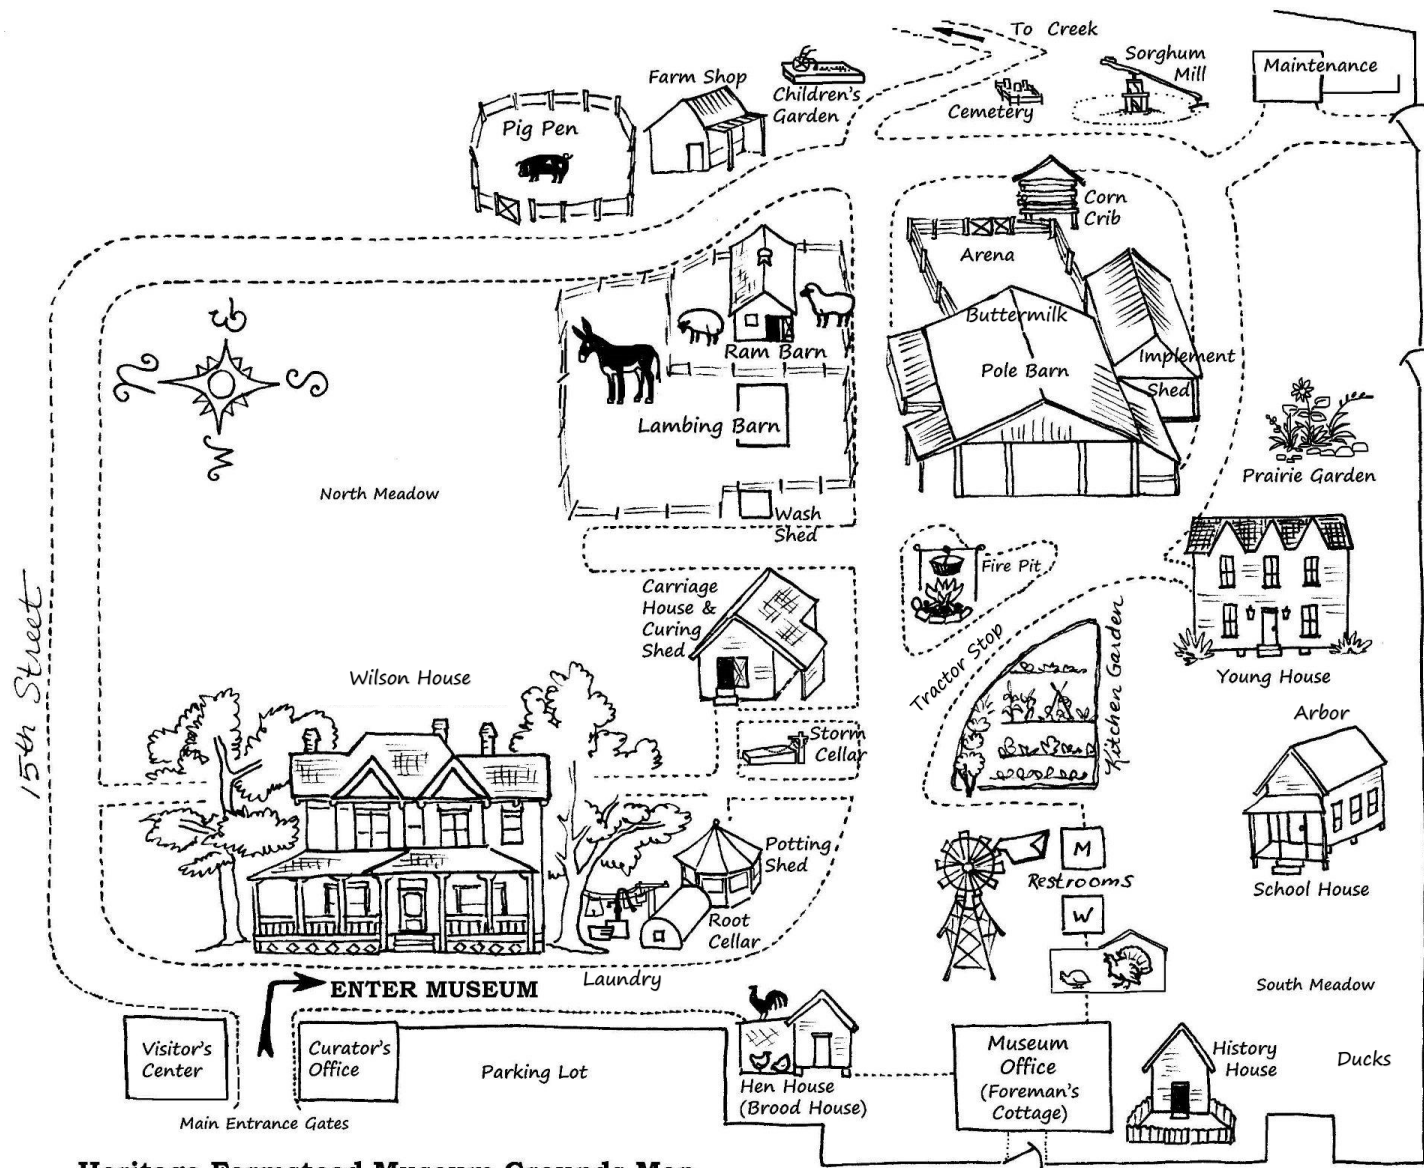 To Creek
Sorghum
Mill
Maintenance
Farm Shop
Children's
Garden
Cemetery
Pig Pen
Corn
Crib
Arena
Buttermilk
Pole Barn
Implement
Shed
Ram Barn
Lambing Barn
E
N
S
W
North Meadow
Wash
Shed
Prairie Garden
Fire Pit
Carriage
House &
Curing
Shed
Tractor Stop
Kitchen Garden
Young House
15th Street
Wilson House
Storm
Cellar
Arbor
Potting
Shed
M
Restrooms
W
School House
Root
Cellar
Laundry
ENTER MUSEUM
South Meadow
Visitor's
Center
Curator's
Office
Parking Lot
Hen House
(Brood House)
Museum
Office
(Foreman's
Cottage)
History
House
Ducks
Main Entrance Gates
Heritage Farmstead Museum Grounds Map